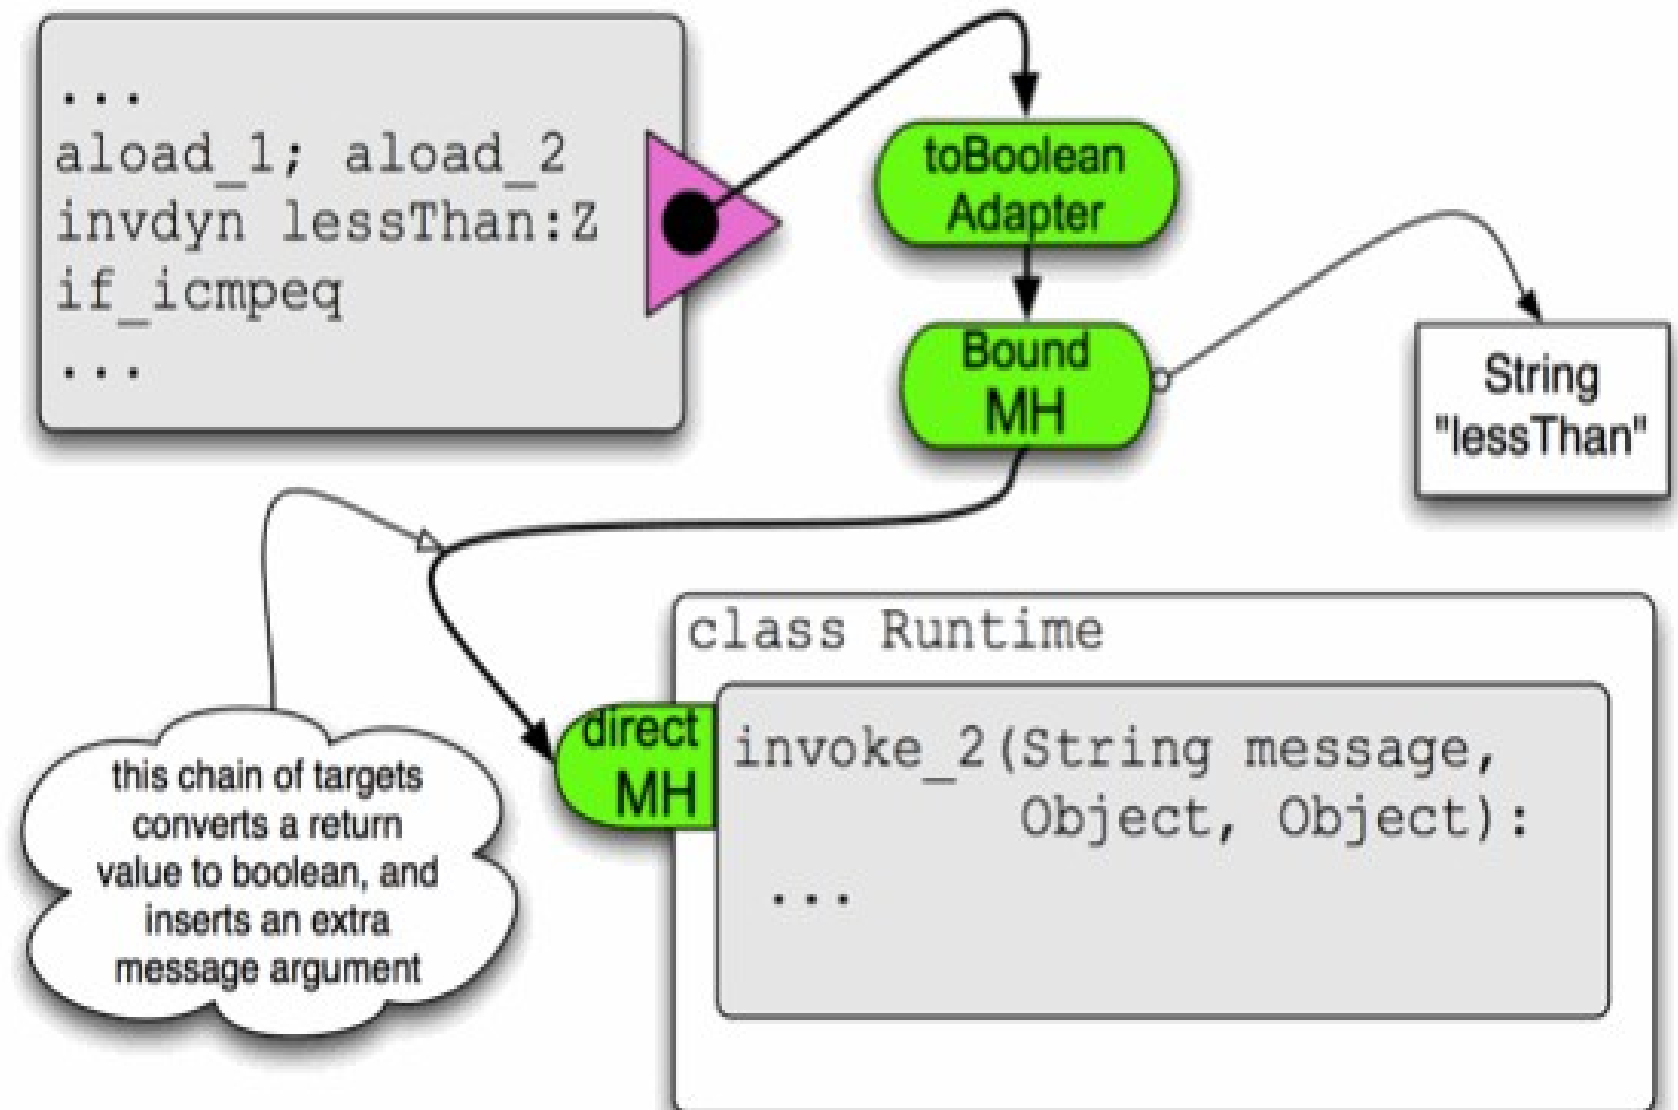 ...
aload_1; aload_2
invdyn lessThan:Z
if_icmpeq
...
toBoolean
Adapter
Bound
MH
String
"lessThan"
this chain of targets
converts a return
value to boolean, and
inserts an extra
message argument
class Runtime
direct
MH
invoke_2(String message,
Object, Object):
...